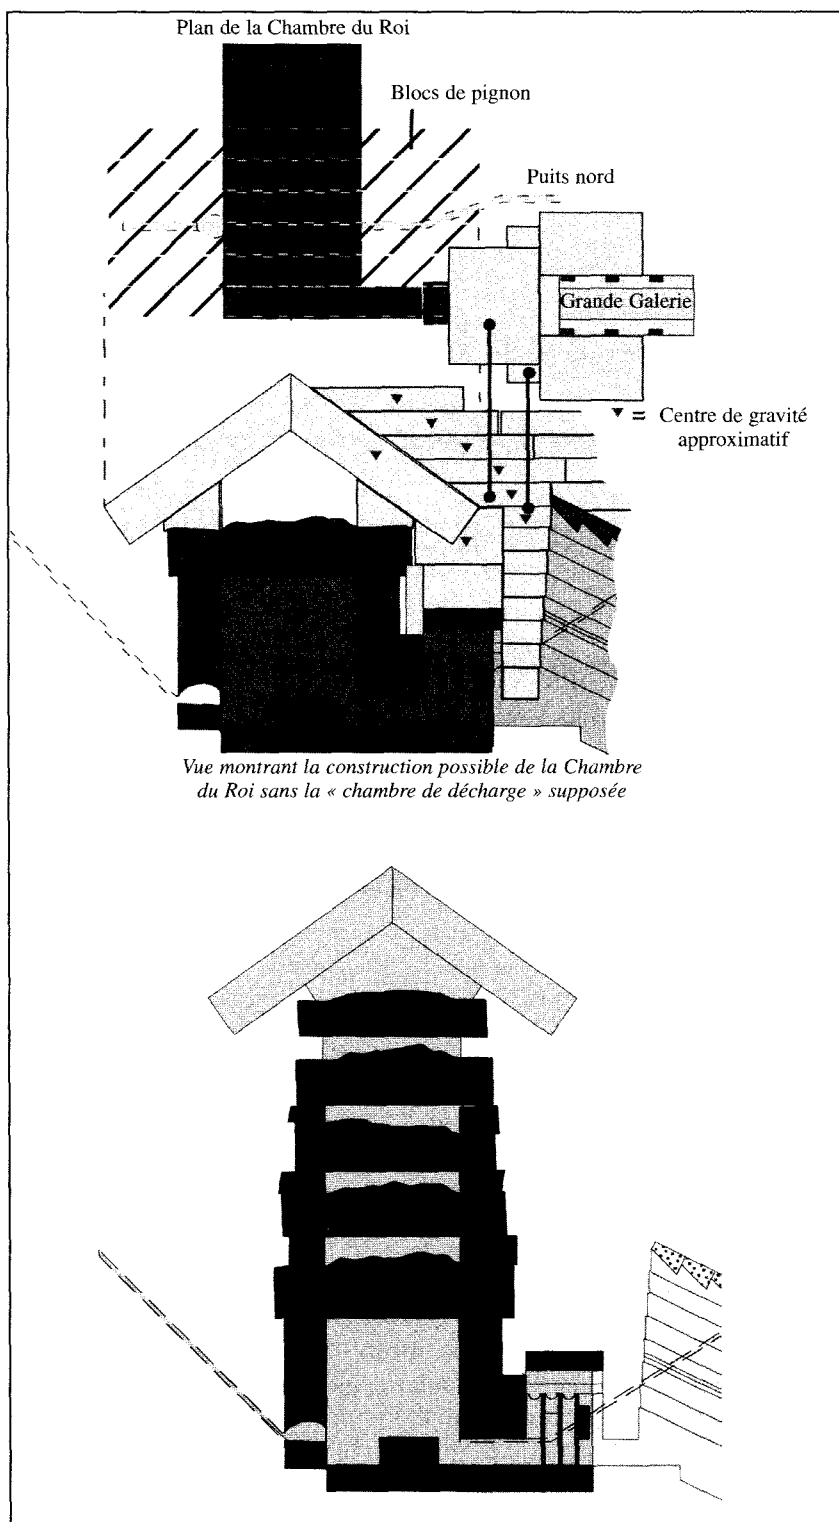 Plan de la Chambre du Roi
Blocs de pignon
Puits nord
Grande Galerie
▼ = Centre de gravité
approximatif
Vue montrant la construction possible de la Chambre
du Roi sans la « chambre de décharge » supposée